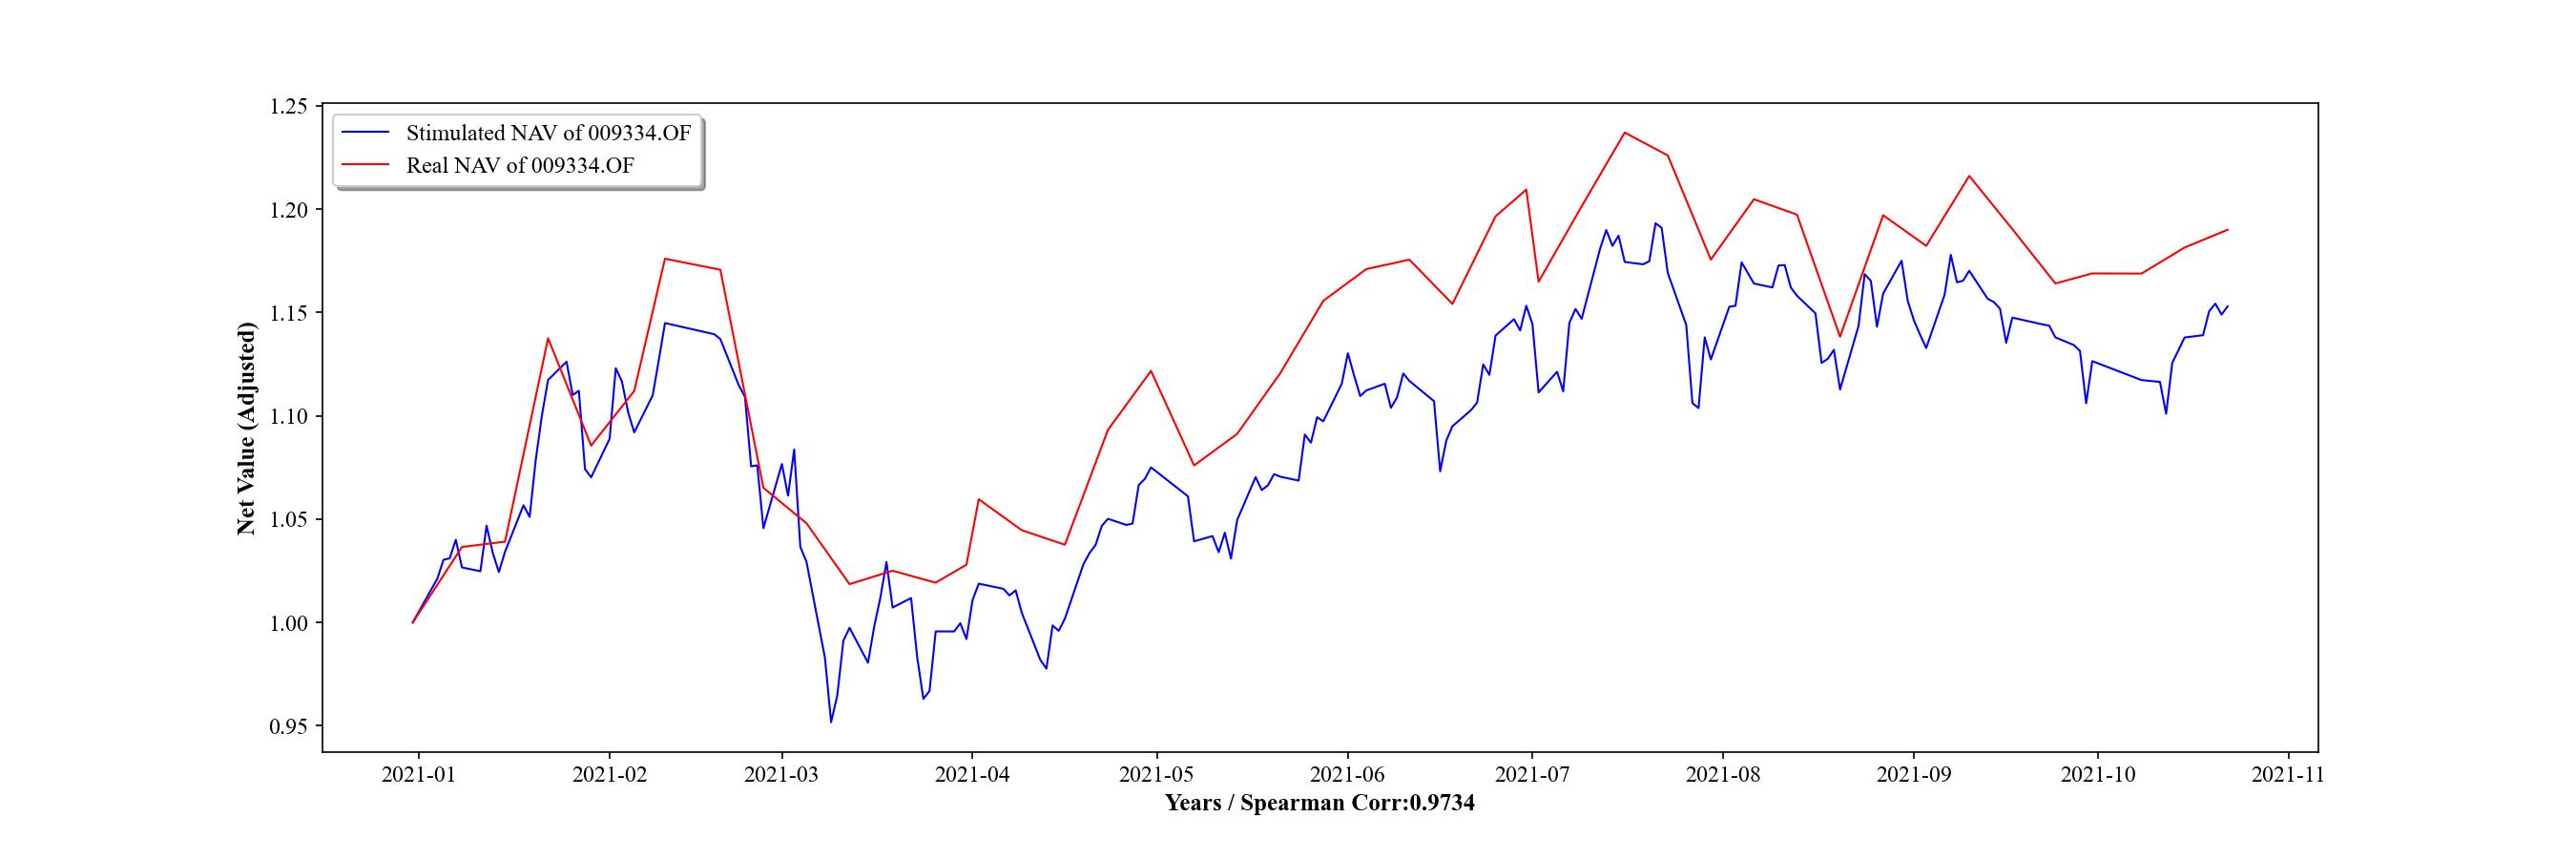 1.25
1.20
1.15
1.10
1.05
1.00
0.95
Net Value (Adjusted)
Stimulated NAV of 009334.OF
Real NAV of 009334.OF
2021-01 2021-02 2021-03 2021-04 2021-05 2021-06 2021-07 2021-08 2021-09 2021-10 2021-11
Years / Spearman Corr:0.9734